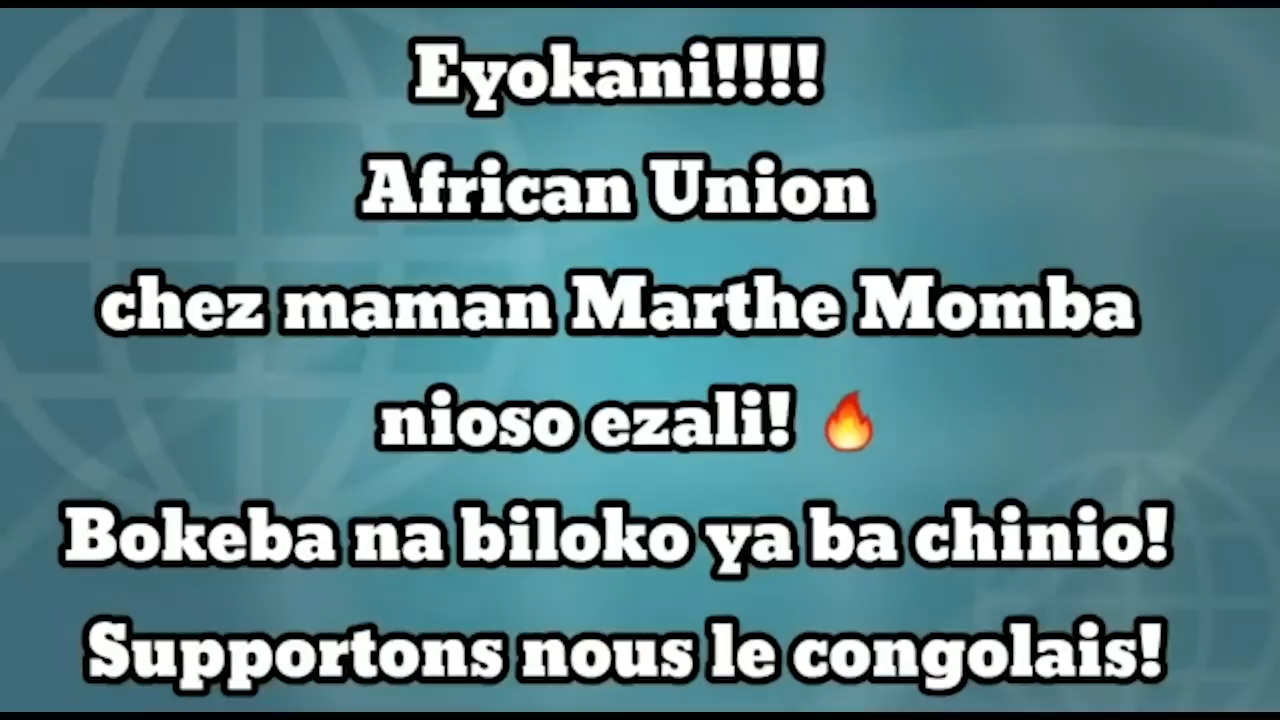 Eyokani!!!!
African Union
chez maman Marthe Momba
nioso ezali! 🔥
Bokeba na biloko ya ba chinio!
Supportons nous le congolais!